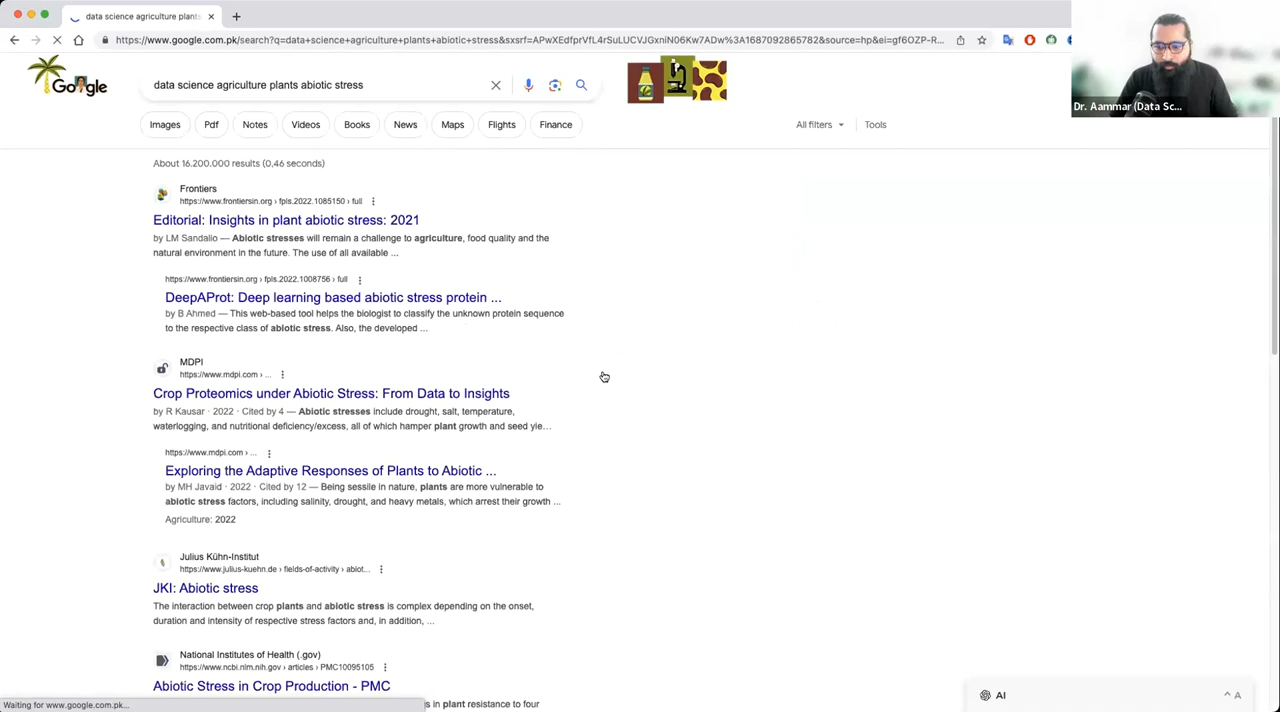 data science agriculture plants
https://www.google.com.pk/search?q=data+science+agriculture+plants+abiotic+stress&sxsrf=APwXEdfprVfL4rSuLUCVJGxniN06Kw7ADw%3A1687092865782&source=hp&ei=gf6OZP-R...
Google
data science agriculture plants abiotic stress
Dr. Aammar (Data Sc...
Images
Pdf
Notes
Videos
Books
News
Maps
Flights
Finance
All filters
Tools
About 16.200.000 results (0,46 seconds)
Frontiers
https://www.frontiersin.org › fpls.2022.1085150 › full
Editorial: Insights in plant abiotic stress: 2021
by LM Sandalio — Abiotic stresses will remain a challenge to agriculture, food quality and the
natural environment in the future. The use of all available ...
https://www.frontiersin.org › fpls.2022.1008756 › full
DeepAProt: Deep learning based abiotic stress protein ...
by B Ahmed — This web-based tool helps the biologist to classify the unknown protein sequence
to the respective class of abiotic stress. Also, the developed ...
MDPI
https://www.mdpi.com › ...
Crop Proteomics under Abiotic Stress: From Data to Insights
by R Kausar · 2022 · Cited by 4 — Abiotic stresses include drought, salt, temperature,
waterlogging, and nutritional deficiency/excess, all of which hamper plant growth and seed yie...
https://www.mdpi.com › ...
Exploring the Adaptive Responses of Plants to Abiotic ...
by MH Javaid · 2022 · Cited by 12 — Being sessile in nature, plants are more vulnerable to
abiotic stress factors, including salinity, drought, and heavy metals, which arrest their growth ...
Agriculture: 2022
Julius Kühn-Institut
https://www.julius-kuehn.de › fields-of-activity › abiot...
JKI: Abiotic stress
The interaction between crop plants and abiotic stress is complex depending on the onset,
duration and intensity of respective stress factors and, in addition, ...
National Institutes of Health (.gov)
https://www.ncbi.nlm.nih.gov › articles › PMC10095105
Abiotic Stress in Crop Production - PMC
s in plant resistance to four
Waiting for www.google.com.pk...
AI
A